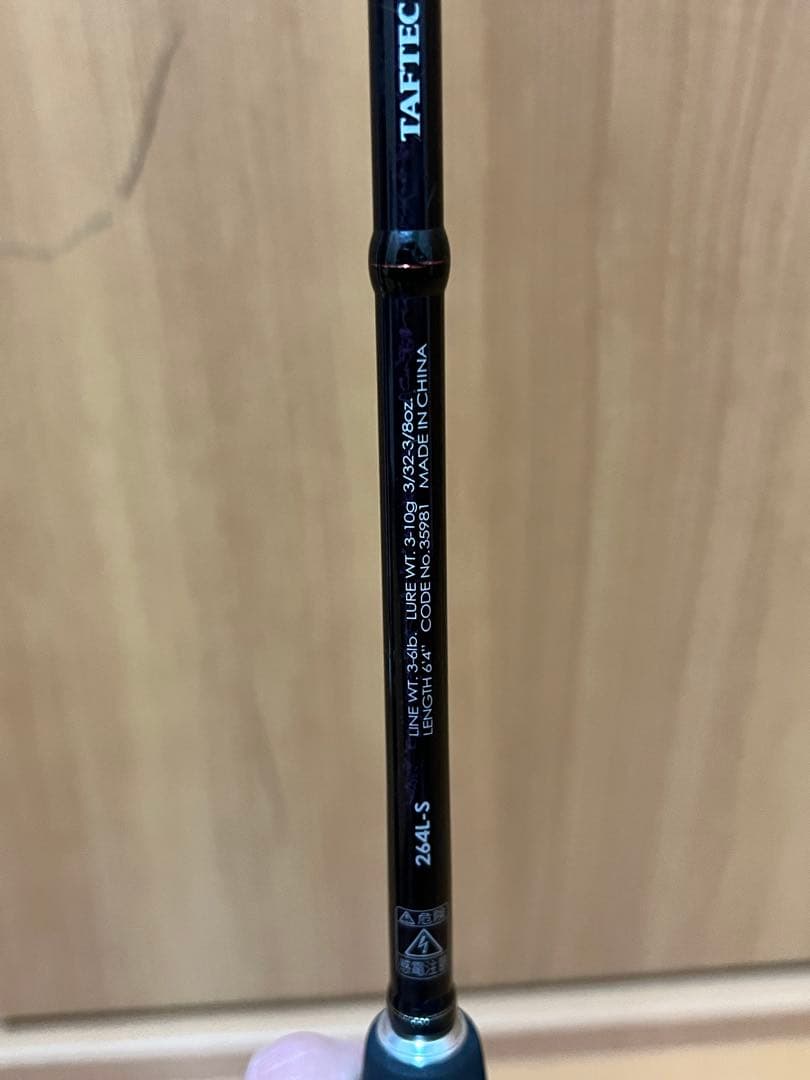 TAFTEC
LINE WT. 3-6lb. LURE WT. 3-10g 3/32-3/8oz.
LENGTH 6'4" CODE No.35981 MADE IN CHINA
264L-S
危険
感電注意